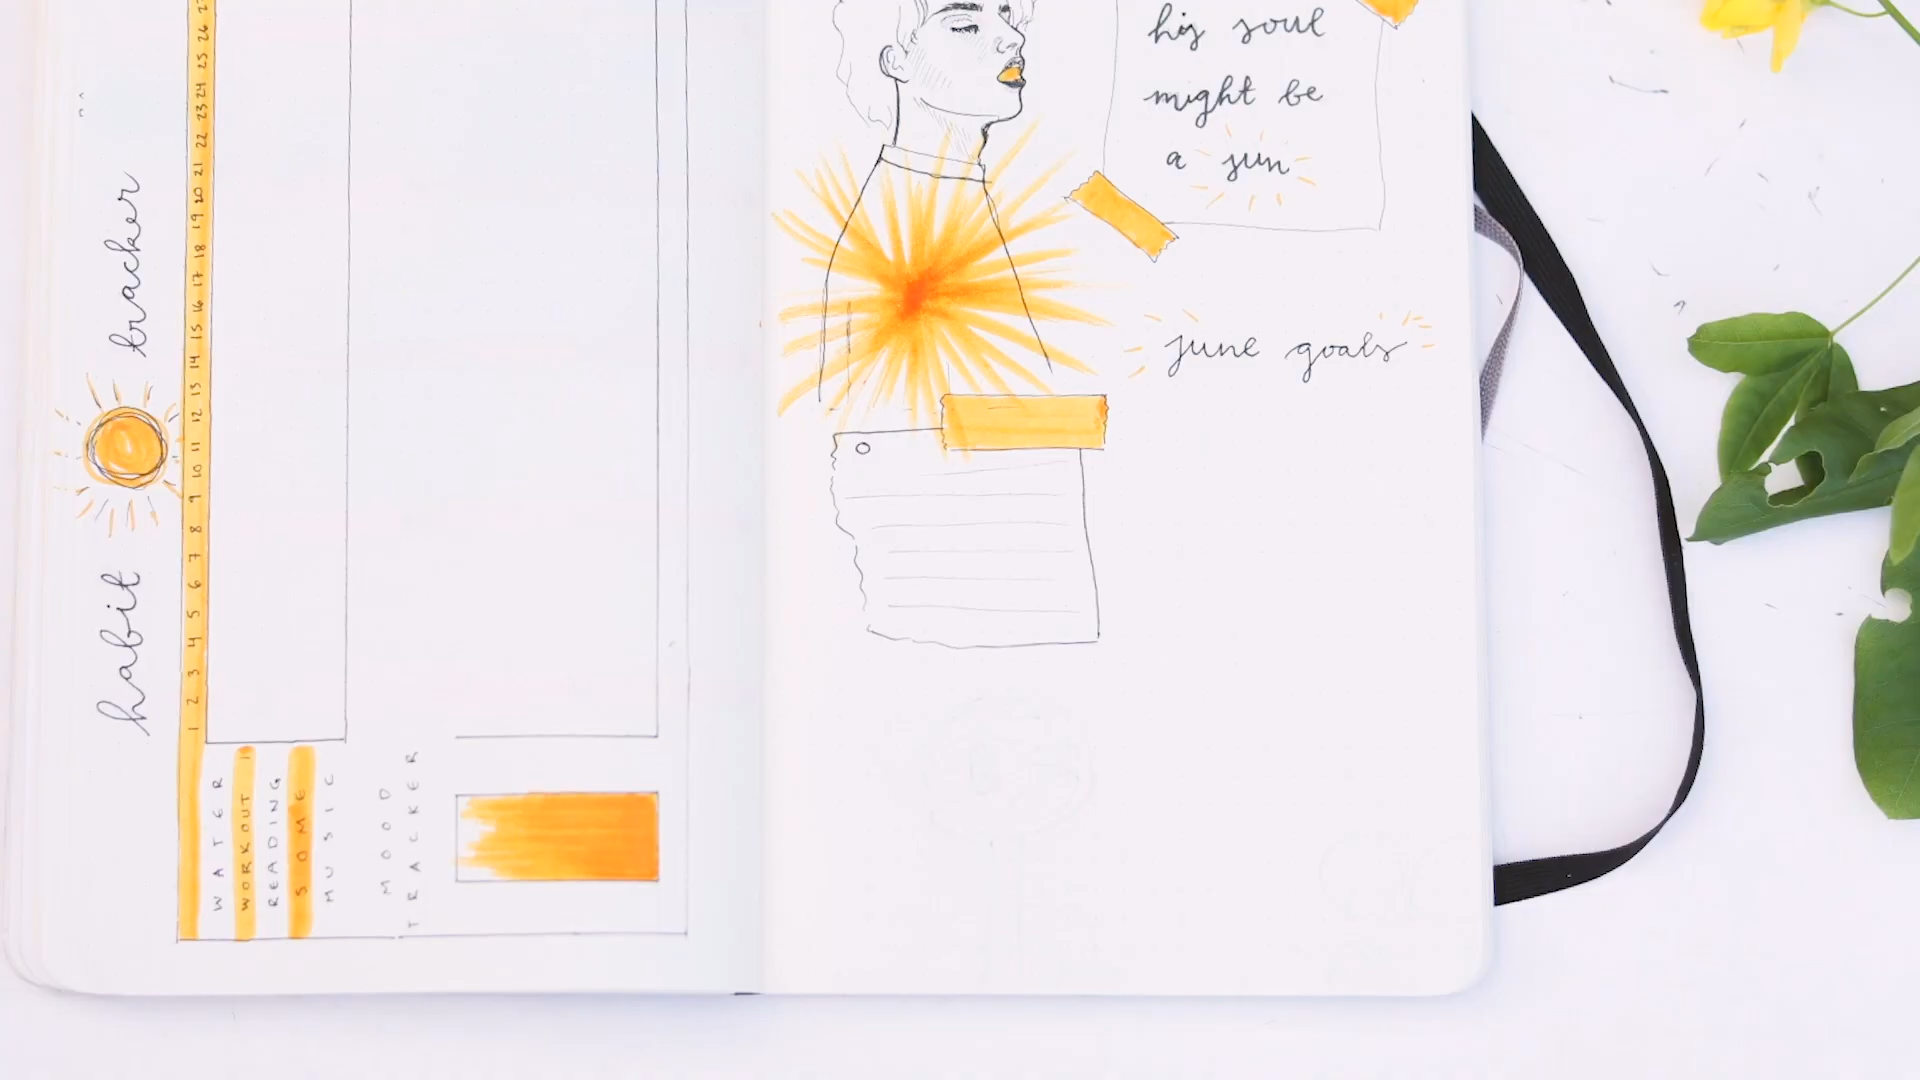 habit tracker
1 2 3 4 5 6 7 8 9 10 11 12 13 14 15 16 17 18 19 20 21 22 23 24 25 26
WATER
WORKOUT
READING
SOME
MUSIC
MOOD
TRACKER
his soul
might be
a sun
june goals